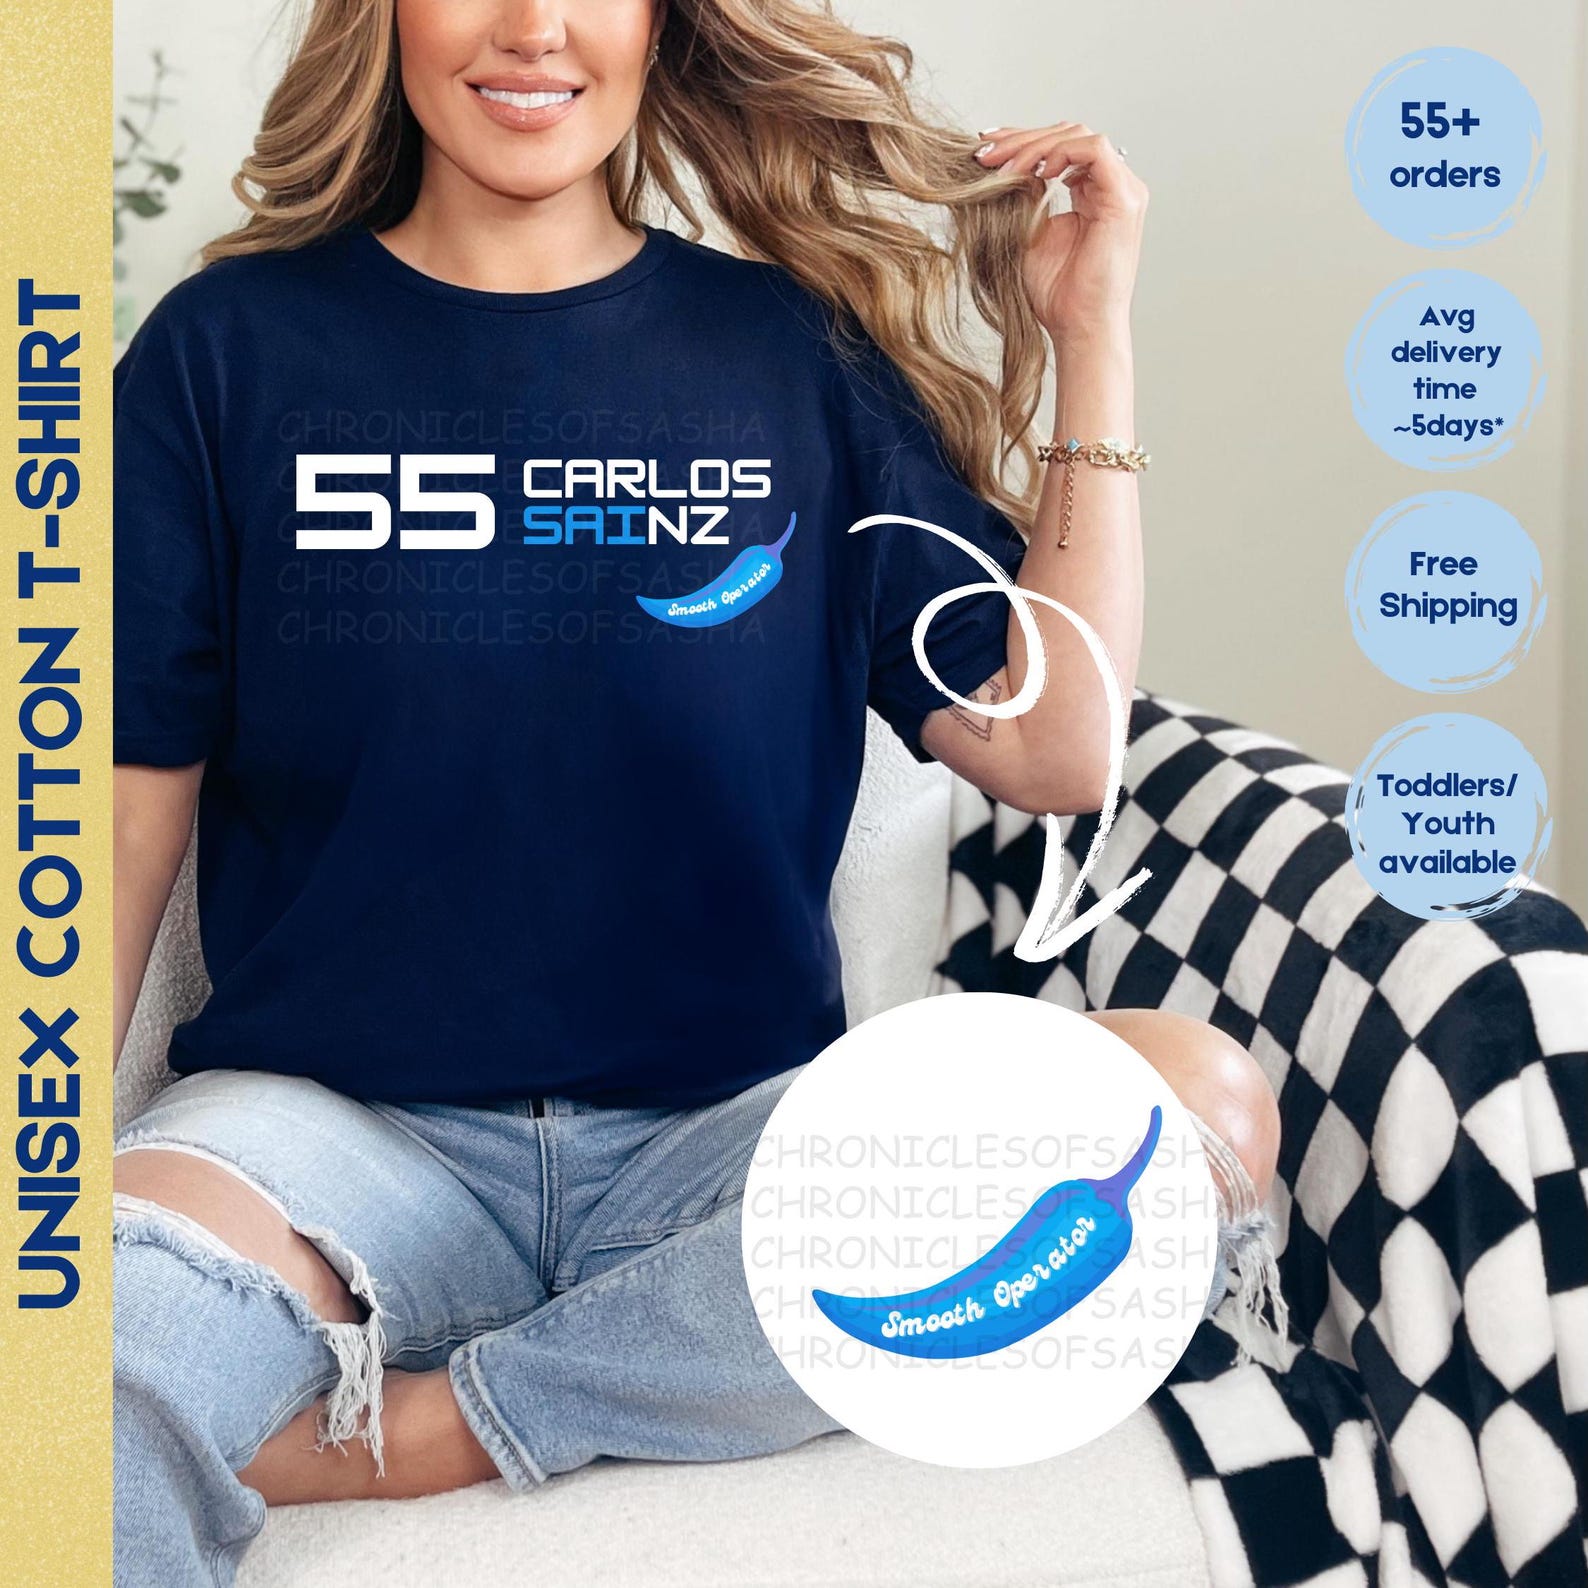 UNISEX COTTON T-SHIRT
CHRONICLESOFSASHA
55 CARLOS
SAINZ
Smooth Operator
CHRONICLESOFSASHA
CHRONICLESOFSASHA
55+
orders
Avg
delivery
time
~5days*
Free
Shipping
Toddlers/
Youth
available
CHRONICLESOFSASHA
CHRONICLESOFSASHA
CHRONICLESOFSASHA
CHRONICLESOFSASHA
CHRONICLESOFSASHA
Smooth Operator